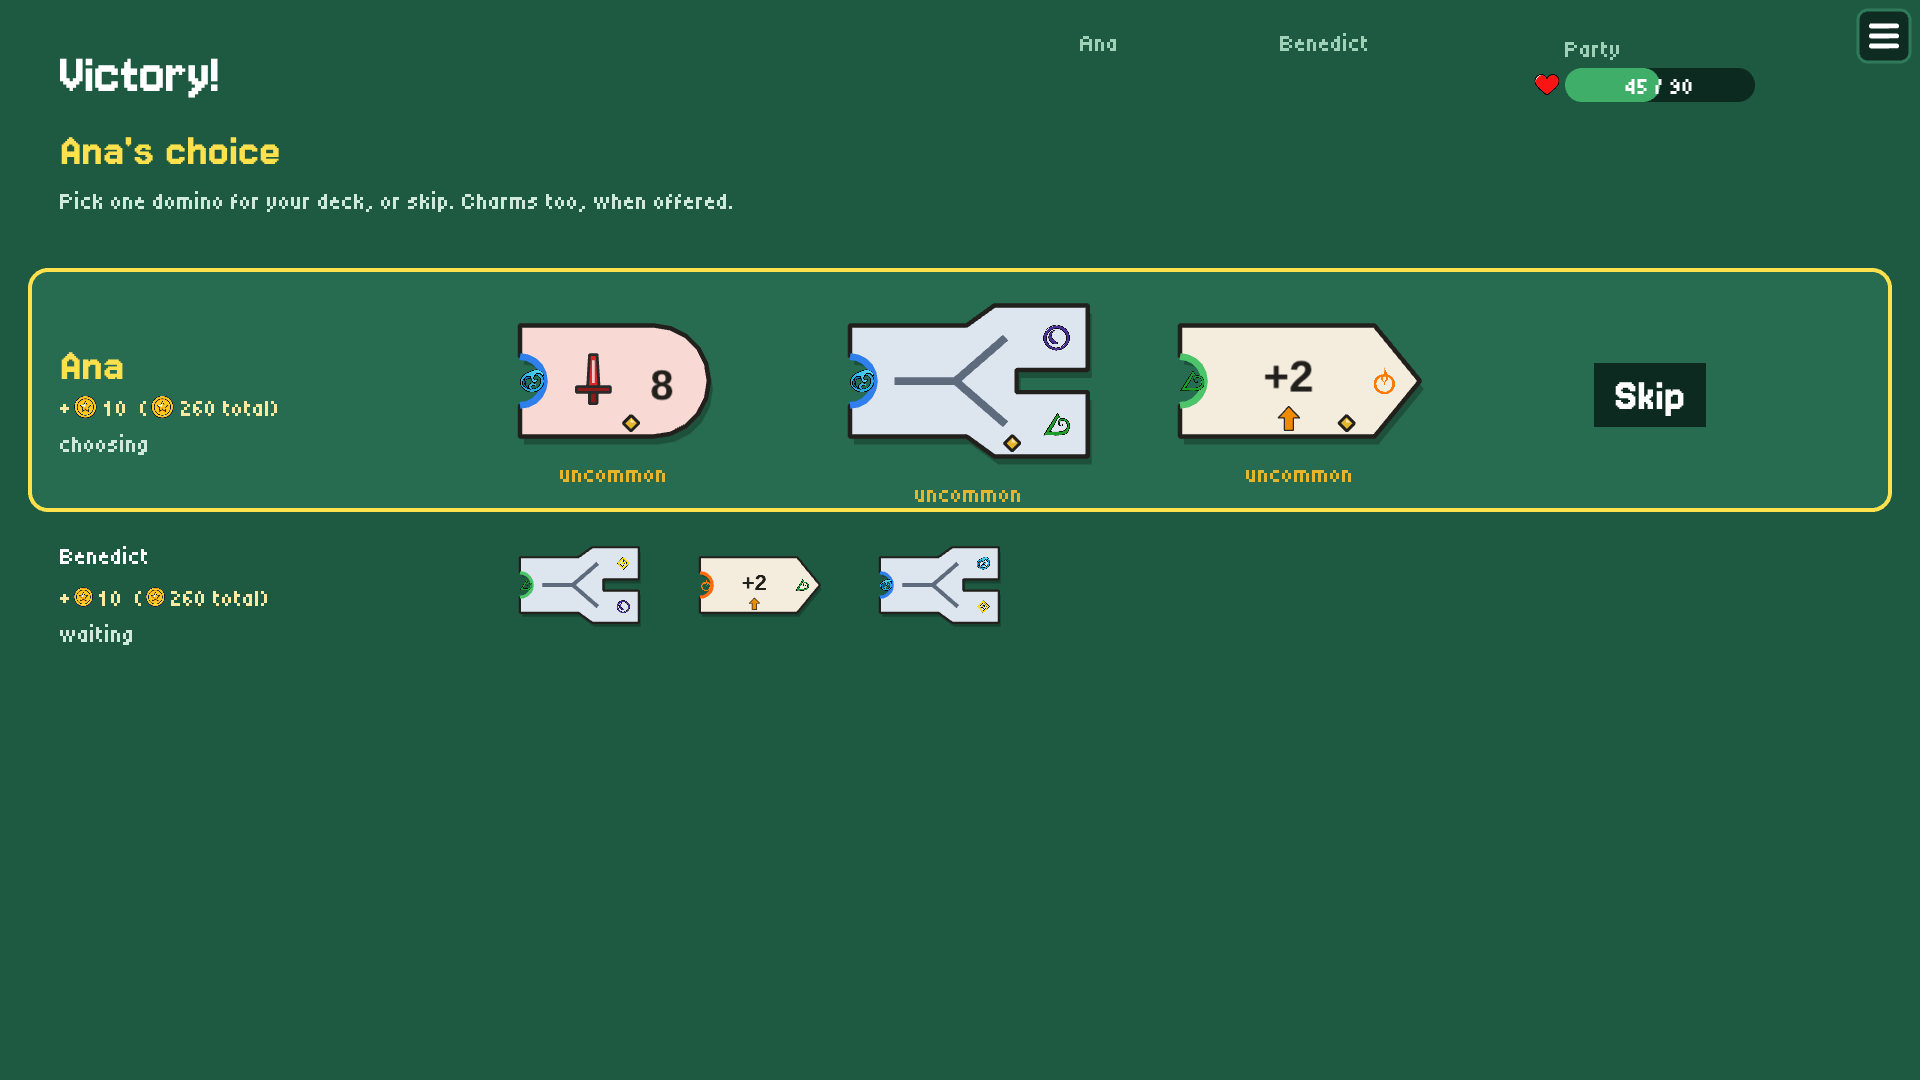 Victory!
Ana
Benedict
Party
45 / 90
Ana's choice
Pick one domino for your deck, or skip. Charms too, when offered.
Ana
+ 10 ( 260 total)
choosing
8
uncommon
uncommon
+2
uncommon
Skip
Benedict
+ 10 ( 260 total)
waiting
+2